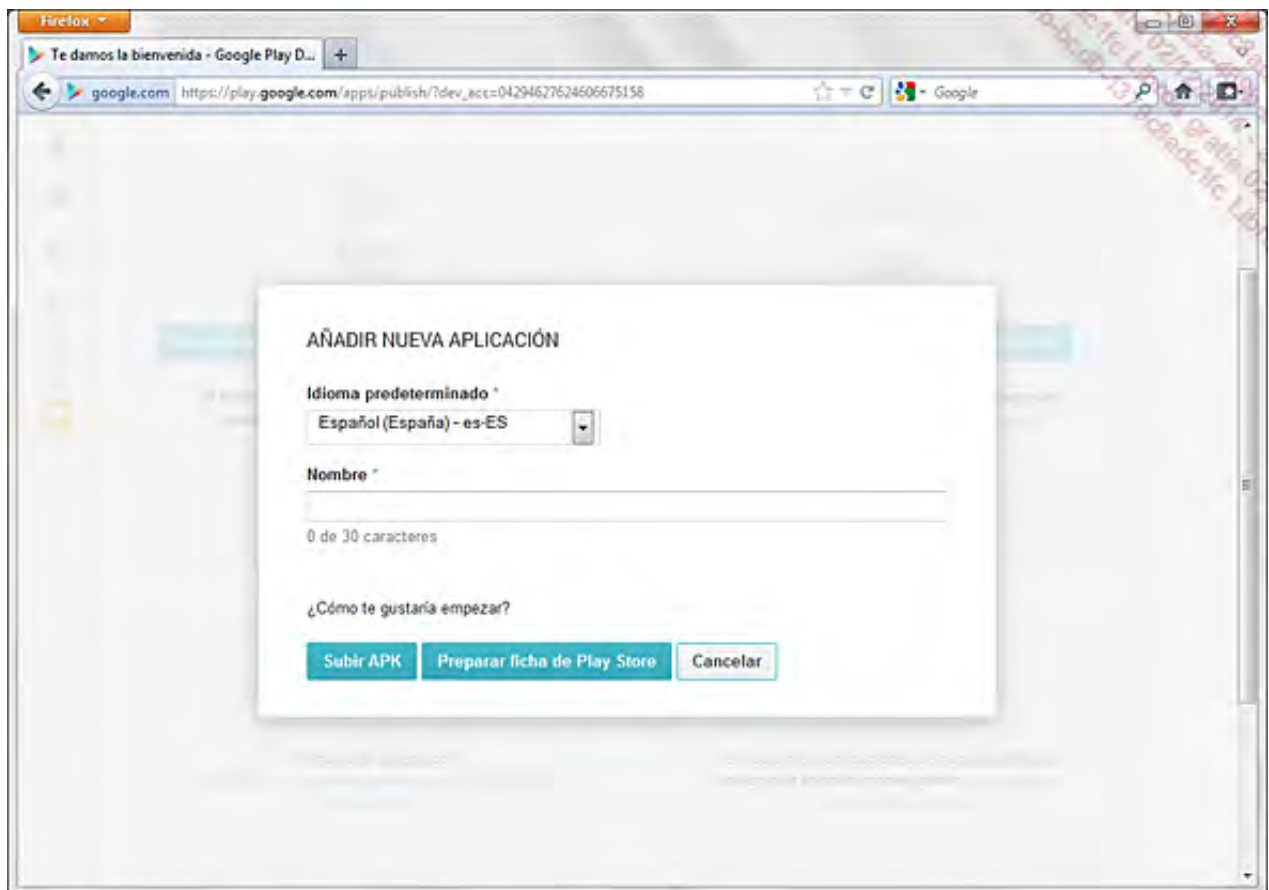 Firefox
Te damos la bienvenida - Google Play D...
google.com https://play.google.com/apps/publish/?dev_acc=04294627624606675158
Google
AÑADIR NUEVA APLICACIÓN
Idioma predeterminado *
Español (España) - es-ES
Nombre *
0 de 30 caracteres
¿Cómo te gustaría empezar?
Subir APK Preparar ficha de Play Store Cancelar